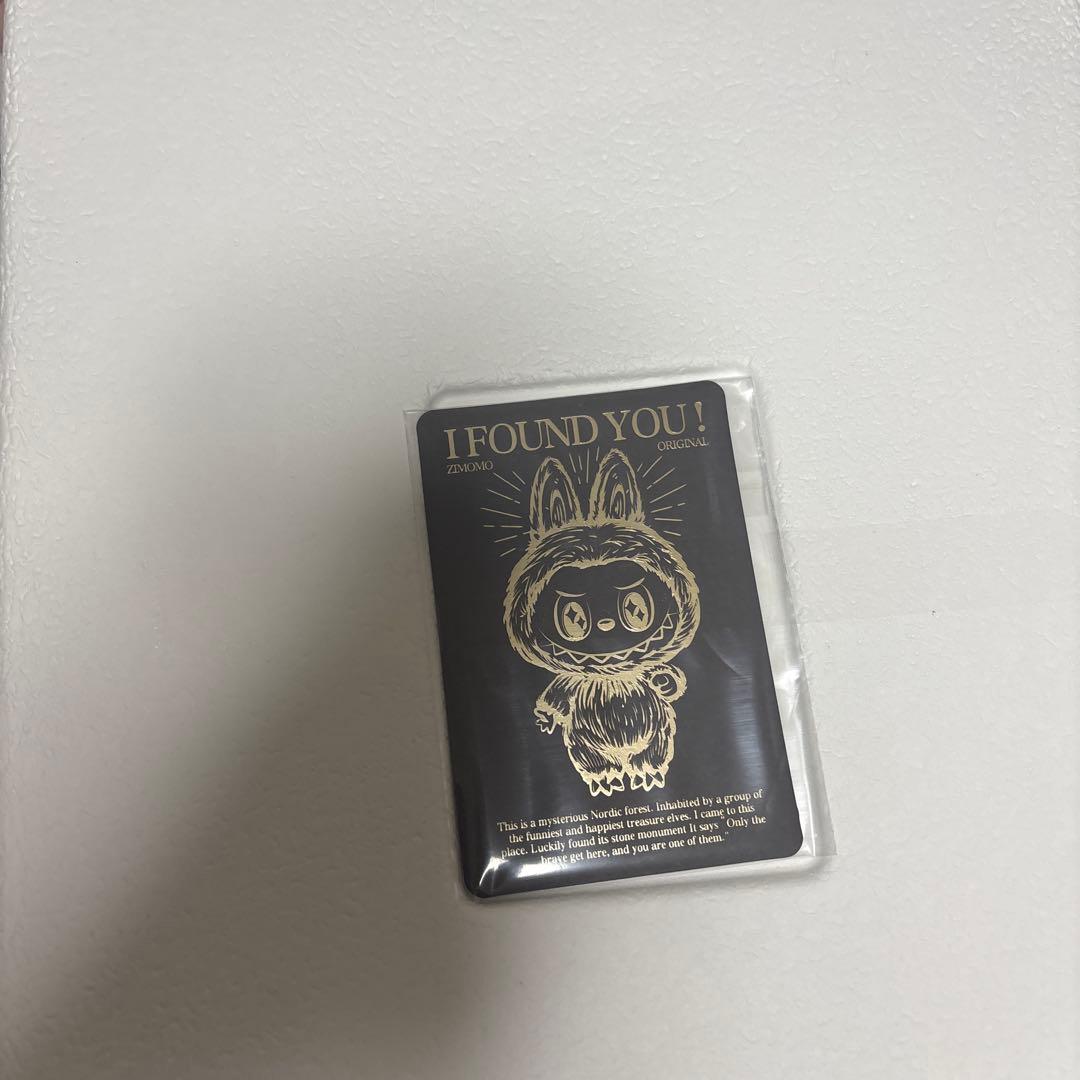 I FOUND YOU!
ZIMOMO ORIGINAL
This is a mysterious Nordic forest. Inhabited by a group of
the funniest and happiest treasure elves. I came to this
place. Luckily found its stone monument It says "Only the
brave get here, and you are one of them."